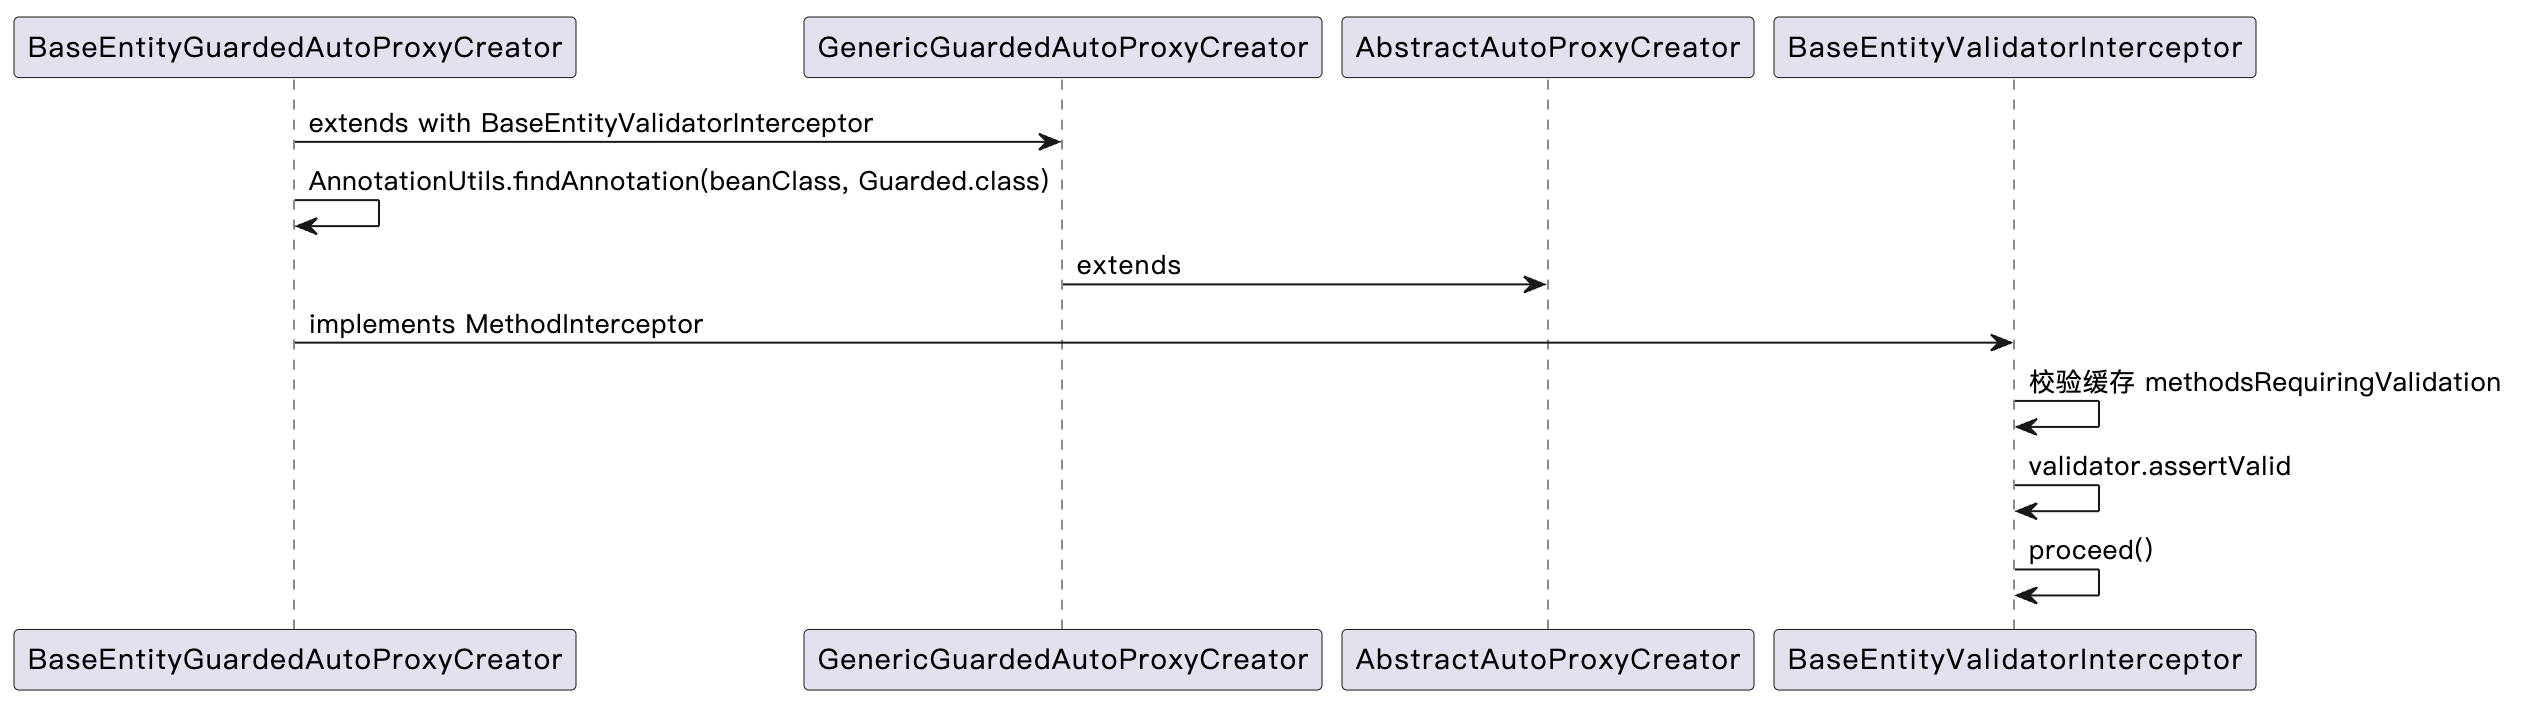 BaseEntityGuardedAutoProxyCreator
GenericGuardedAutoProxyCreator
AbstractAutoProxyCreator
BaseEntityValidatorInterceptor
extends with BaseEntityValidatorInterceptor
AnnotationUtils.findAnnotation(beanClass, Guarded.class)
extends
implements MethodInterceptor
校验缓存 methodsRequiringValidation
validator.assertValid
proceed()
BaseEntityGuardedAutoProxyCreator
GenericGuardedAutoProxyCreator
AbstractAutoProxyCreator
BaseEntityValidatorInterceptor